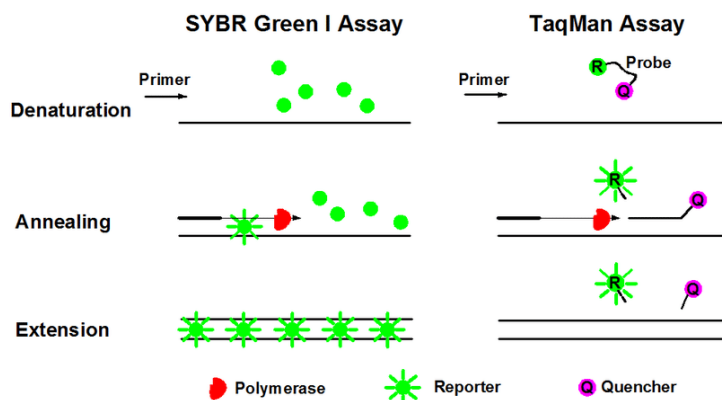 SYBR Green I Assay
TaqMan Assay
Primer
Primer
R
Probe
Q
Denaturation
R
Q
Annealing
R
Q
Extension
Polymerase
Reporter
Q Quencher